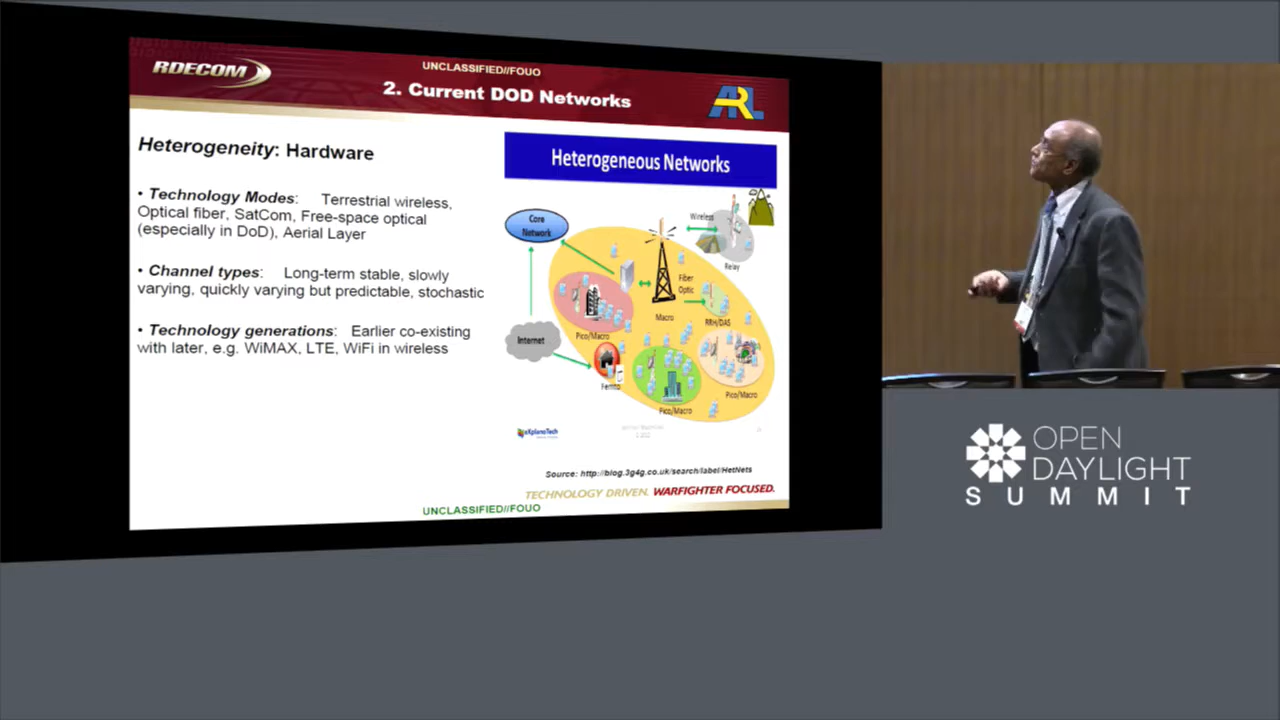 RDECOM
UNCLASSIFIED//FOUO
2. Current DOD Networks
ARL
Heterogeneity: Hardware
• Technology Modes: Terrestrial wireless,
Optical fiber, SatCom, Free-space optical
(especially in DoD), Aerial Layer
• Channel types: Long-term stable, slowly
varying, quickly varying but predictable, stochastic
• Technology generations: Earlier co-existing
with later, e.g. WiMAX, LTE, WiFi in wireless
Heterogeneous Networks
Core
Network
Wireless
Relay
Fiber
Optic
Macro
RRH/DAS
Pico/Macro
Internet
Femto
Pico/Macro
Pico/Macro
eXplanoTech
Source: http://blog.3g4g.co.uk/search/label/HetNets
TECHNOLOGY DRIVEN. WARFIGHTER FOCUSED.
UNCLASSIFIED//FOUO
OPEN
DAYLIGHT
SUMMIT